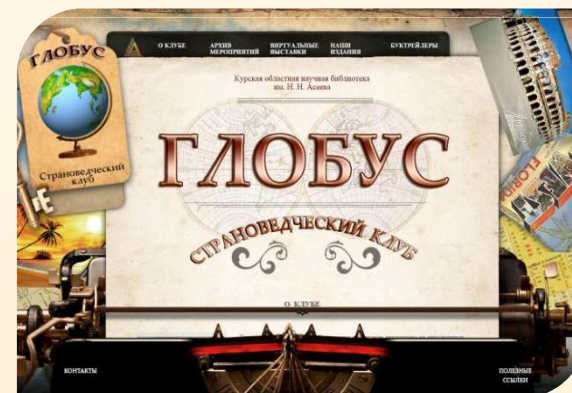 ГЛОБУС
Страноведческий
клуб
О КЛУБЕ
АРХИВ
МЕРОПРИЯТИЙ
ВИРТУАЛЬНЫЕ
ВЫСТАВКИ
НАШИ
ИЗДАНИЯ
БУКТРЕЙЛЕРЫ
Курская областная научная библиотека
им. Н. Н. Асеева
ГЛОБУС
СТРАНОВЕДЧЕСКИЙ КЛУБ
О КЛУБЕ
FLORIDA
КОНТАКТЫ
ПОЛЕЗНЫЕ
ССЫЛКИ